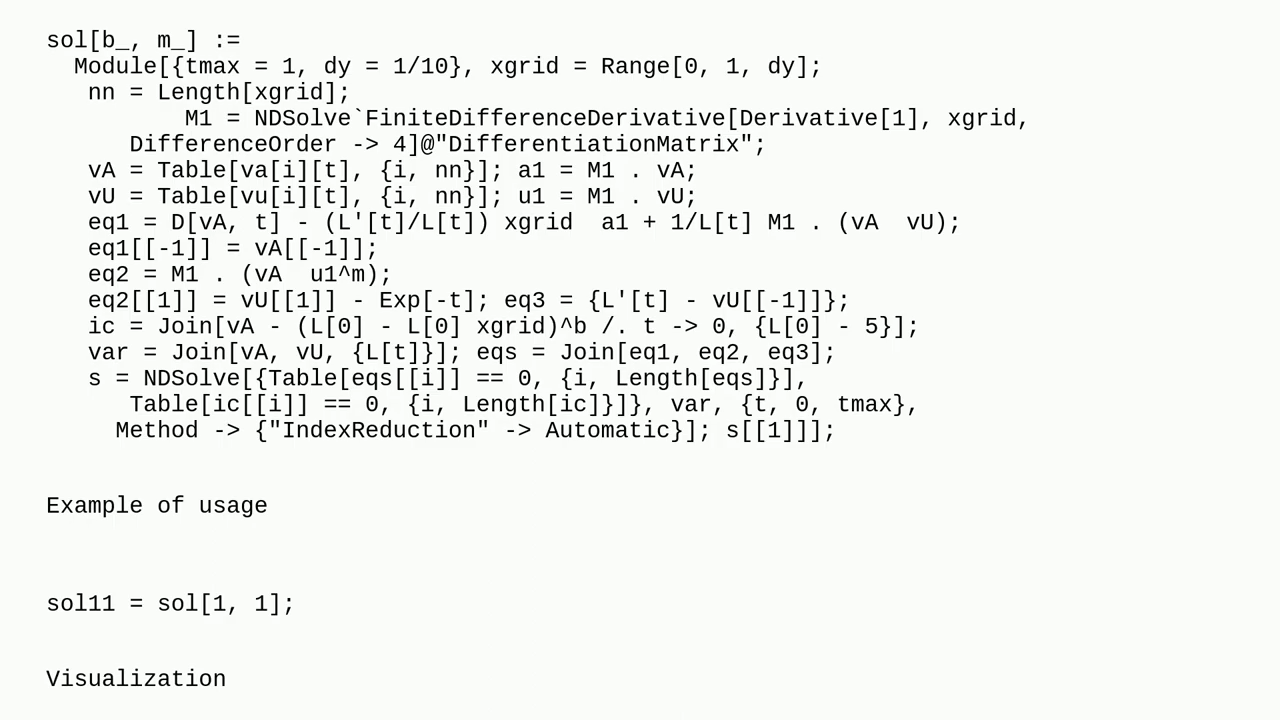 sol[b_, m_] :=
  Module[{tmax = 1, dy = 1/10}, xgrid = Range[0, 1, dy];
   nn = Length[xgrid];
          M1 = NDSolve`FiniteDifferenceDerivative[Derivative[1], xgrid,
      DifferenceOrder -> 4]@"DifferentiationMatrix";
   vA = Table[va[i][t], {i, nn}]; a1 = M1 . vA;
   vU = Table[vu[i][t], {i, nn}]; u1 = M1 . vU;
   eq1 = D[vA, t] - (L'[t]/L[t]) xgrid  a1 + 1/L[t] M1 . (vA  vU);
   eq1[[-1]] = vA[[-1]];
   eq2 = M1 . (vA  u1^m);
   eq2[[1]] = vU[[1]] - Exp[-t]; eq3 = {L'[t] - vU[[-1]]};
   ic = Join[vA - (L[0] - L[0] xgrid)^b /. t -> 0, {L[0] - 5}];
   var = Join[vA, vU, {L[t]}]; eqs = Join[eq1, eq2, eq3];
   s = NDSolve[{Table[eqs[[i]] == 0, {i, Length[eqs]}],
      Table[ic[[i]] == 0, {i, Length[ic]}]}, var, {t, 0, tmax},
     Method -> {"IndexReduction" -> Automatic}]; s[[1]]];
Example of usage
sol11 = sol[1, 1];
Visualization